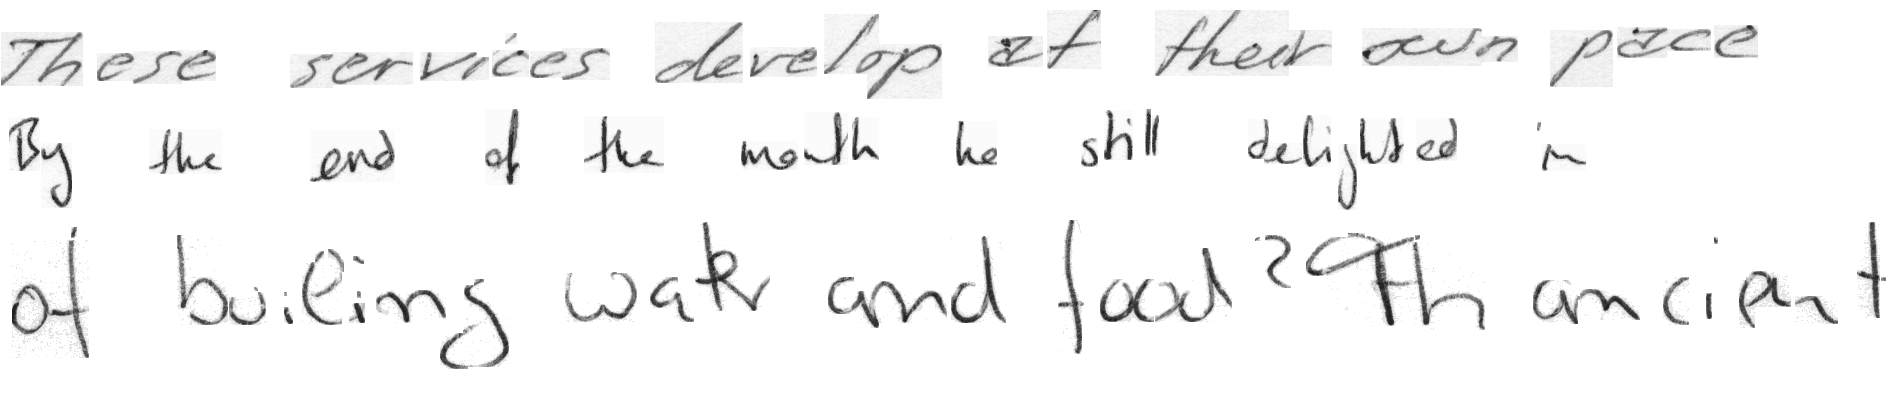 These services develop at their own pace
By the end of the month he still delighted in
of boiling water and food? Th ancient